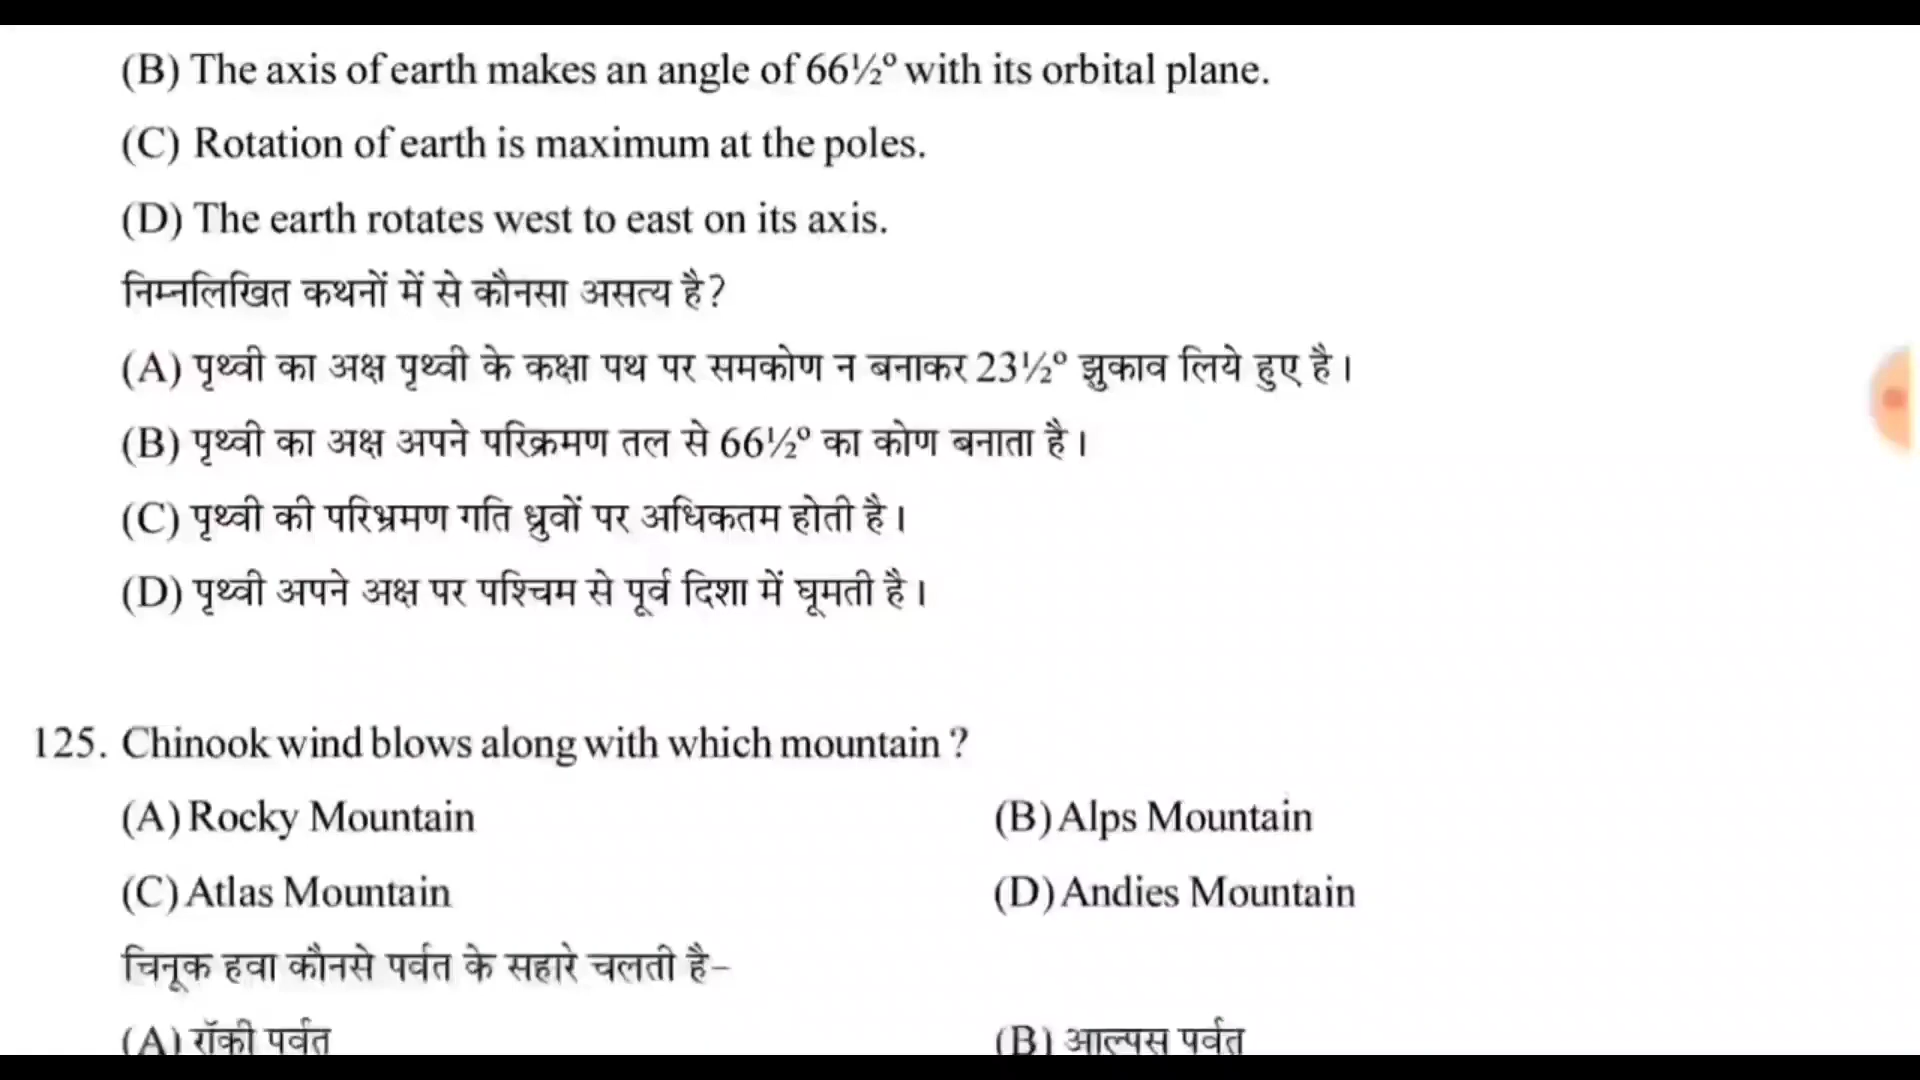 (B) The axis of earth makes an angle of 66½° with its orbital plane.
(C) Rotation of earth is maximum at the poles.
(D) The earth rotates west to east on its axis.
निम्नलिखित कथनों में से कौनसा असत्य है?
(A) पृथ्वी का अक्ष पृथ्वी के कक्षा पथ पर समकोण न बनाकर 23½° झुकाव लिये हुए है।
(B) पृथ्वी का अक्ष अपने परिक्रमण तल से 66½° का कोण बनाता है।
(C) पृथ्वी की परिभ्रमण गति ध्रुवों पर अधिकतम होती है।
(D) पृथ्वी अपने अक्ष पर पश्चिम से पूर्व दिशा में घूमती है।
125. Chinook wind blows along with which mountain ?
(A) Rocky Mountain (B) Alps Mountain
(C) Atlas Mountain (D) Andies Mountain
चिनूक हवा कौनसे पर्वत के सहारे चलती है–
(A) रॉकी पर्वत (B) आल्पस पर्वत